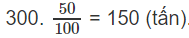 300. 50/100 = 150 (tấn).